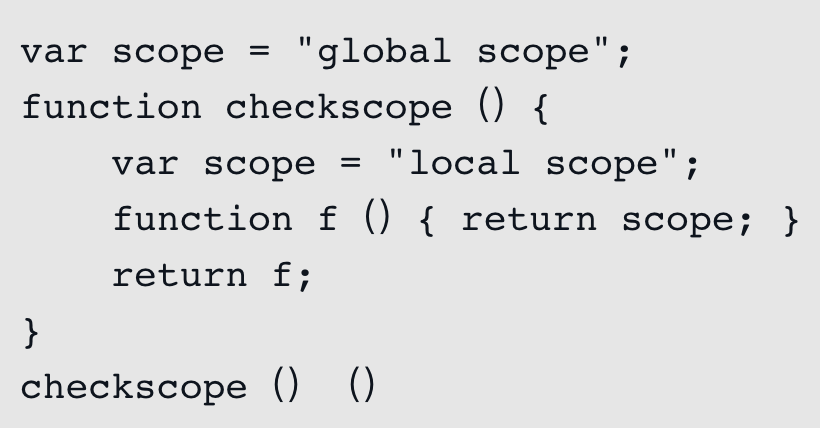 var scope = "global scope";
function checkscope () {
    var scope = "local scope";
    function f () { return scope; }
    return f;
}
checkscope ()  ()